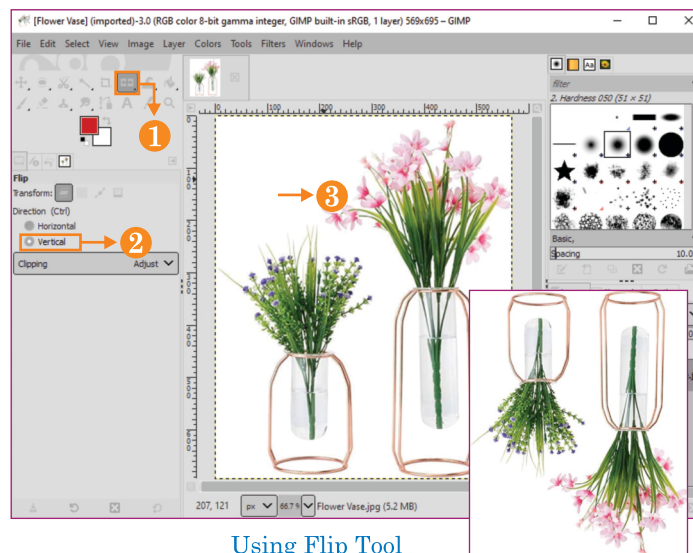 [Flower Vase] (imported)-3.0 (RGB color 8-bit gamma integer, GIMP built-in sRGB, 1 layer) 569x695 – GIMP
File Edit Select View Image Layer Colors Tools Filters Windows Help
1
filter
2. Hardness 050 (51 × 51)
0 100 200 300 400 500
Flip
Transform:
Direction (Ctrl)
Horizontal
Vertical
2
3
Clipping Adjust
Basic,
Spacing 10.0
207, 121 px 66.7 % Flower Vase.jpg (5.2 MB)
Using Flip Tool